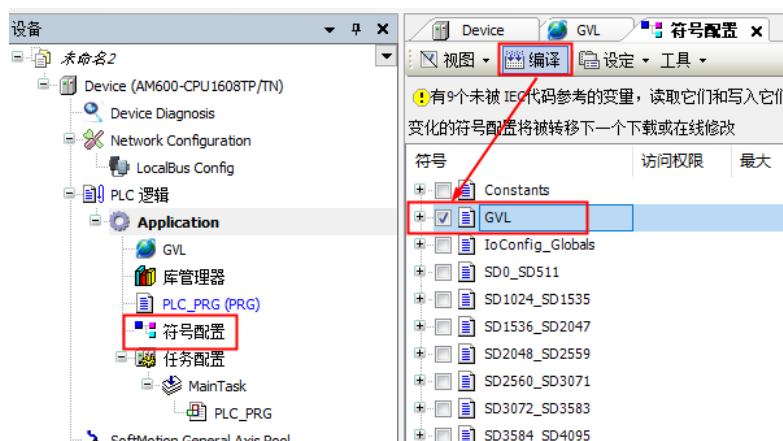 设备
未命名2
Device (AM600-CPU1608TP/TN)
Device Diagnosis
Network Configuration
LocalBus Config
PLC 逻辑
Application
GVL
库管理器
PLC_PRG (PRG)
符号配置
任务配置
MainTask
PLC_PRG
SoftMotion General Axis Pool
Device GVL 符号配置
视图 编译 设定 工具
有9个未被 IEC代码参考的变量，读取它们和写入它们
变化的符号配置将被转移下一个下载或在线修改
符号 访问权限 最大
Constants
GVL
IoConfig_Globals
SD0_SD511
SD1024_SD1535
SD1536_SD2047
SD2048_SD2559
SD2560_SD3071
SD3072_SD3583
SD3584_SD4095